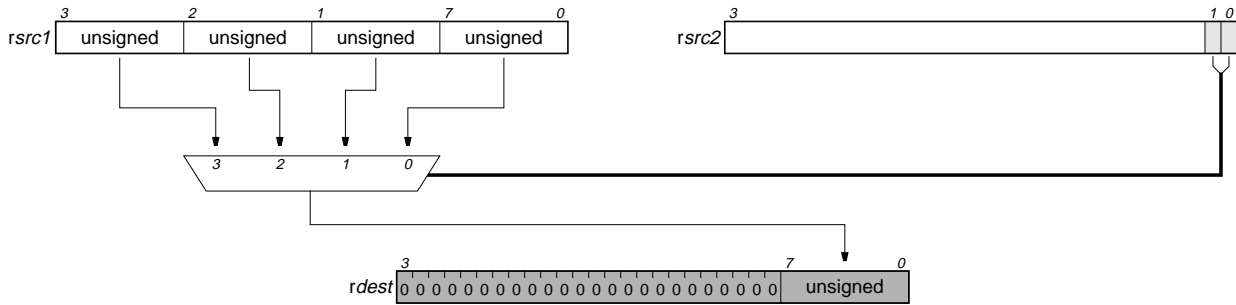 3 2 1 7 0 3 1 0
rsrc1 unsigned unsigned unsigned unsigned rsrc2
3 2 1 0
3 7 0
rdest 0 0 0 0 0 0 0 0 0 0 0 0 0 0 0 0 0 0 0 0 0 0 0 0 unsigned